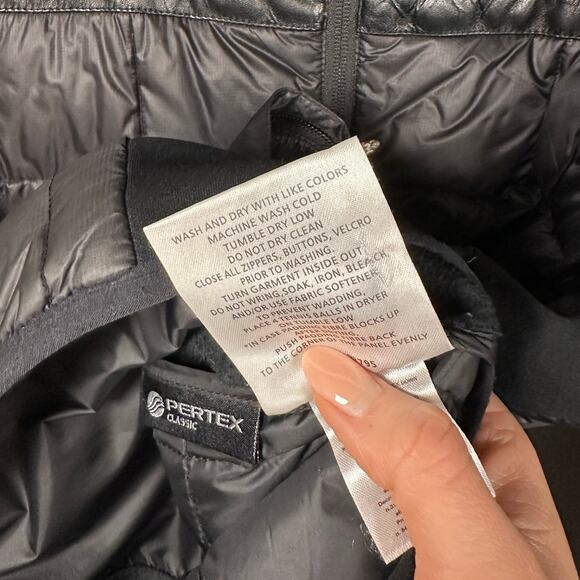 WASH AND DRY WITH LIKE COLORS
MACHINE WASH COLD
TUMBLE DRY LOW
DO NOT DRY CLEAN
CLOSE ALL ZIPPERS, BUTTONS, VELCRO
PRIOR TO WASHING.
TURN GARMENT INSIDE OUT.
DO NOT WRING, SOAK, IRON, BLEACH,
AND/OR USE FABRIC SOFTENER
TO PREVENT WADDING,
PLACE 4 TENNIS BALLS IN DRYER
ON TUMBLE LOW
*IN CASE PADDING FIBRE BLOCKS UP
PUSH PADDING BACK
TO THE CORNER OF THE PANEL EVENLY
795
DOWN
PERTEX
CLASSIC